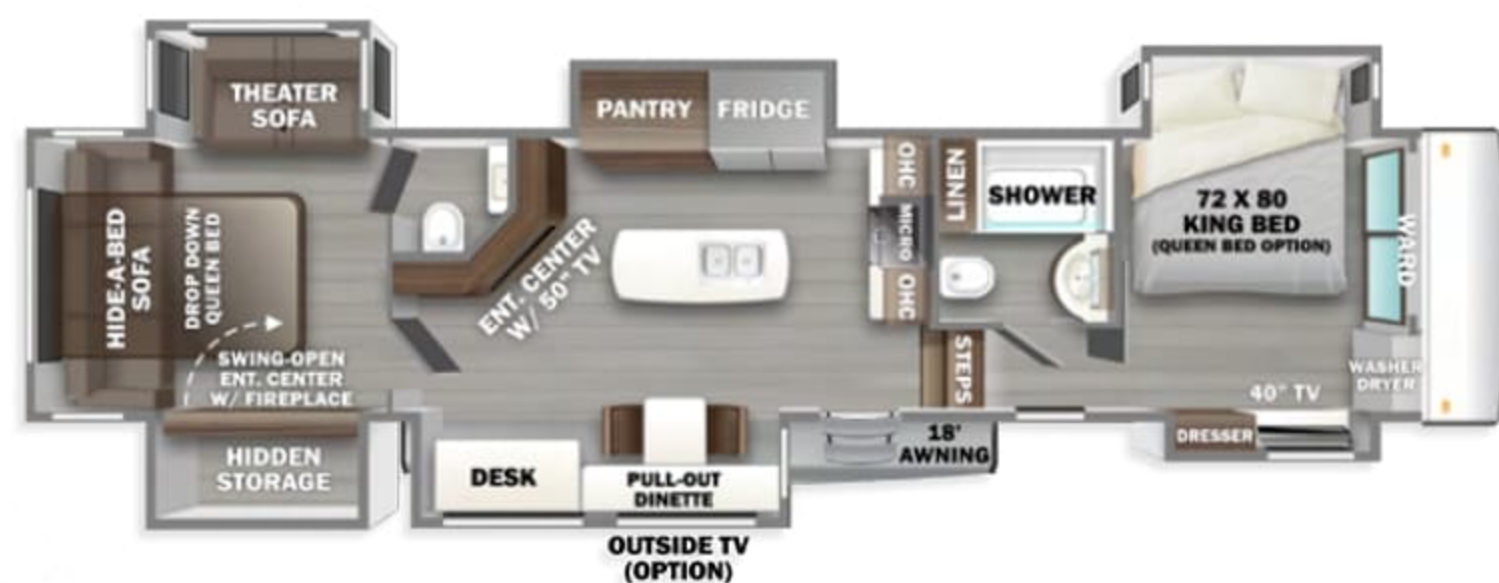 THEATER
SOFA
PANTRY
FRIDGE
OHC
MICRO
OHC
LINEN
SHOWER
72 X 80
KING BED
(QUEEN BED OPTION)
WARD
HIDE-A-BED
SOFA
DROP DOWN
QUEEN BED
ENT. CENTER
W/ 50" TV
SWING-OPEN
ENT. CENTER
W/ FIREPLACE
STEPS
WASHER
DRYER
40" TV
HIDDEN
STORAGE
DESK
PULL-OUT
DINETTE
18'
AWNING
DRESSER
OUTSIDE TV
(OPTION)